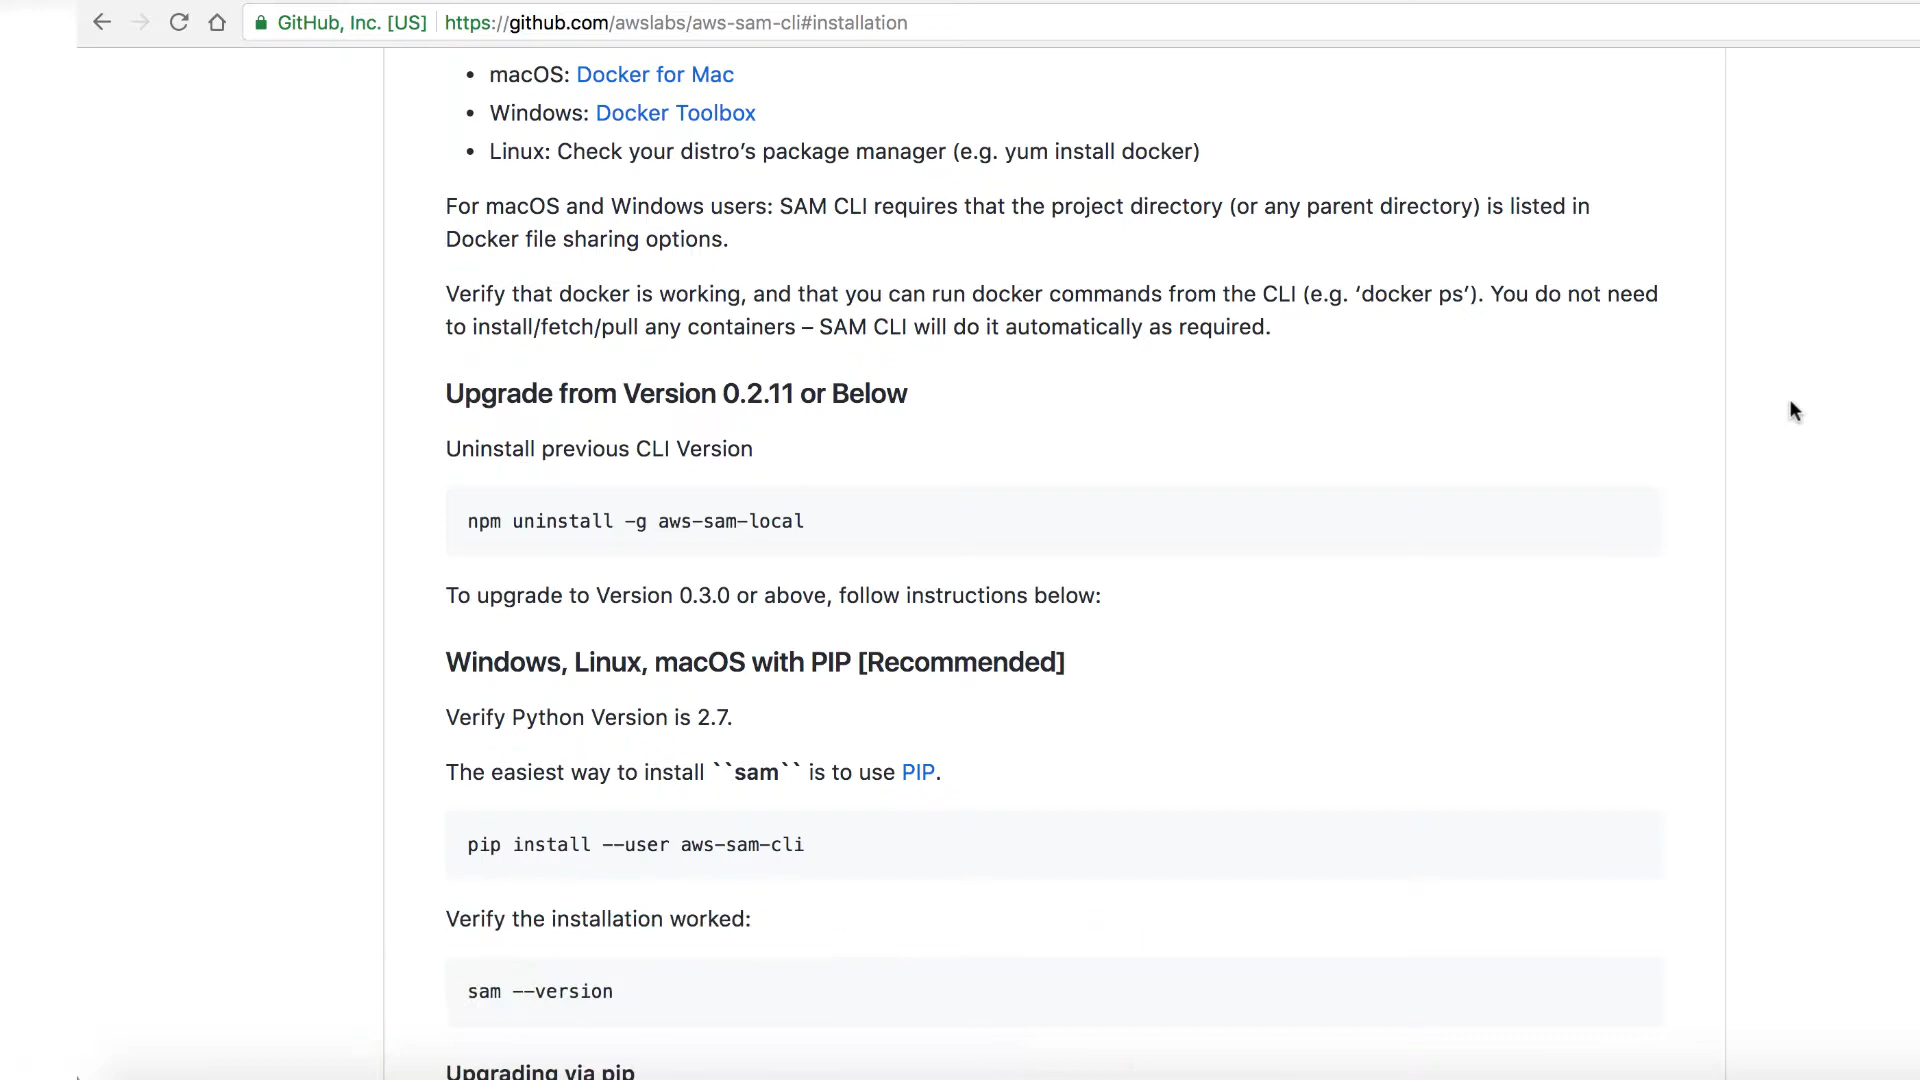 GitHub, Inc. [US] https://github.com/awslabs/aws-sam-cli#installation
• macOS: Docker for Mac
• Windows: Docker Toolbox
• Linux: Check your distro’s package manager (e.g. yum install docker)
For macOS and Windows users: SAM CLI requires that the project directory (or any parent directory) is listed in
Docker file sharing options.
Verify that docker is working, and that you can run docker commands from the CLI (e.g. ‘docker ps’). You do not need
to install/fetch/pull any containers – SAM CLI will do it automatically as required.
Upgrade from Version 0.2.11 or Below
Uninstall previous CLI Version
npm uninstall -g aws-sam-local
To upgrade to Version 0.3.0 or above, follow instructions below:
Windows, Linux, macOS with PIP [Recommended]
Verify Python Version is 2.7.
The easiest way to install ``sam`` is to use PIP.
pip install --user aws-sam-cli
Verify the installation worked:
sam --version
Upgrading via pip